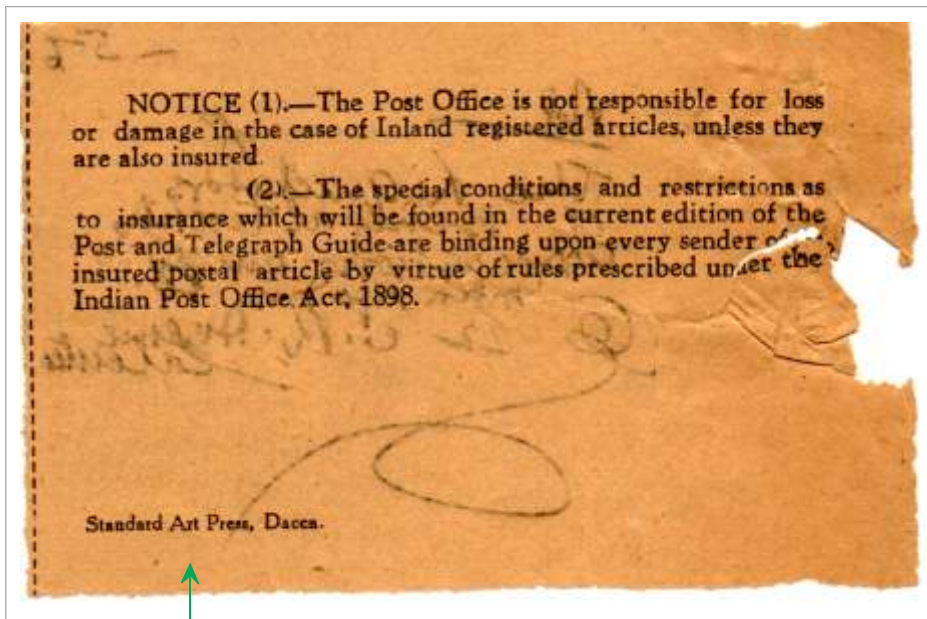 NOTICE (1).—The Post Office is not responsible for loss
or damage in the case of Inland registered articles, unless they
are also insured.
(2).—The special conditions and restrictions as
to insurance which will be found in the current edition of the
Post and Telegraph Guide are binding upon every sender of
insured postal article by virtue of rules prescribed under the
Indian Post Office Act, 1898.
Standard Art Press, Dacca.